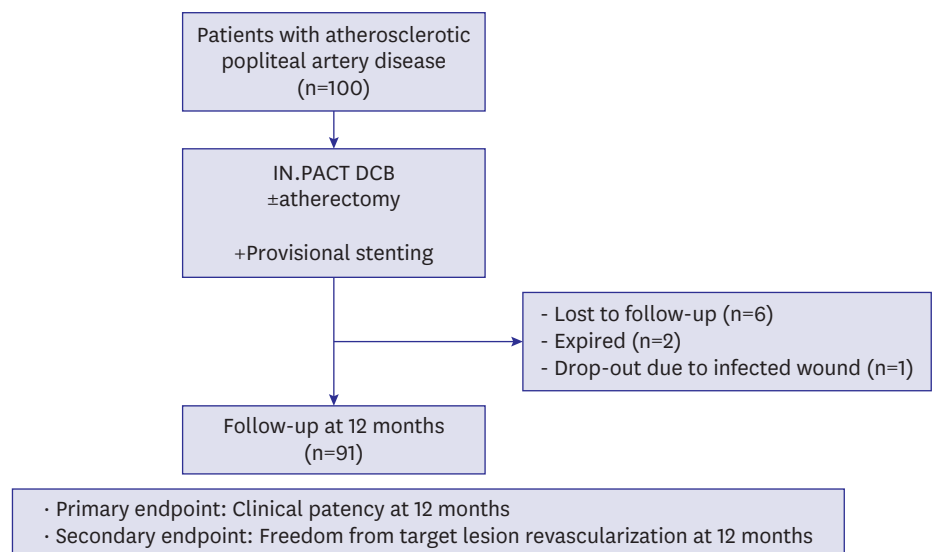 Patients with atherosclerotic
popliteal artery disease
(n=100)
IN.PACT DCB
±atherectomy
+Provisional stenting
- Lost to follow-up (n=6)
- Expired (n=2)
- Drop-out due to infected wound (n=1)
Follow-up at 12 months
(n=91)
· Primary endpoint: Clinical patency at 12 months
· Secondary endpoint: Freedom from target lesion revascularization at 12 months